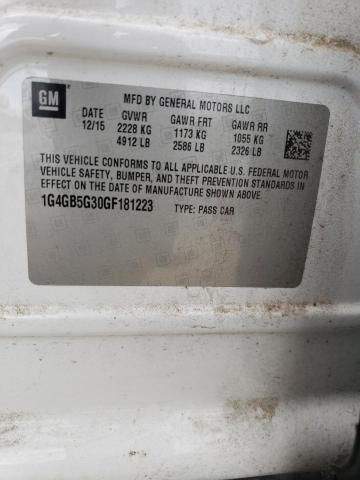 GM
MFD BY GENERAL MOTORS LLC
DATE GVWR GAWR FRT GAWR RR
12/15 2228 KG 1173 KG 1055 KG
4912 LB 2586 LB 2326 LB
THIS VEHICLE CONFORMS TO ALL APPLICABLE U.S. FEDERAL MOTOR
VEHICLE SAFETY, BUMPER, AND THEFT PREVENTION STANDARDS IN
EFFECT ON THE DATE OF MANUFACTURE SHOWN ABOVE.
1G4GB5G30GF181223 TYPE: PASS CAR